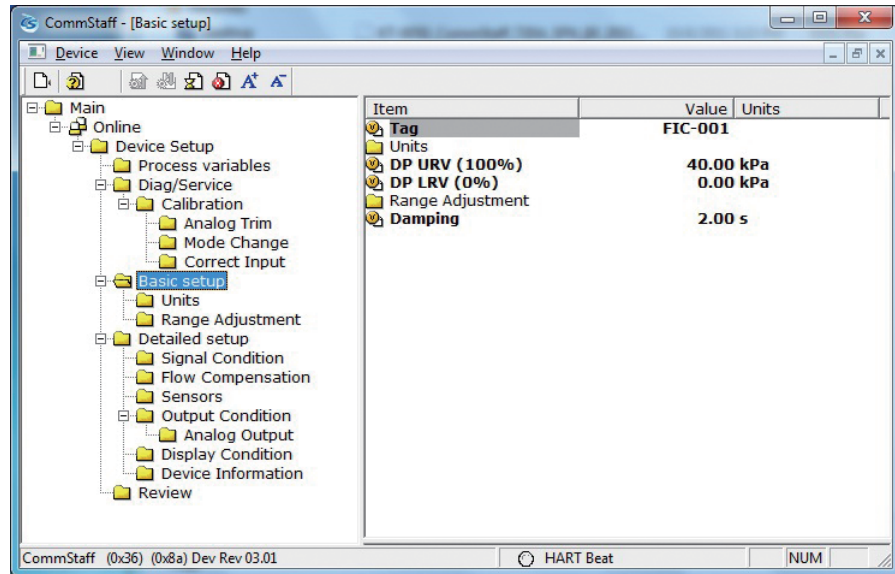 CommStaff - [Basic setup]
Device View Window Help
Main
Online
Device Setup
Process variables
Diag/Service
Calibration
Analog Trim
Mode Change
Correct Input
Basic setup
Units
Range Adjustment
Detailed setup
Signal Condition
Flow Compensation
Sensors
Output Condition
Analog Output
Display Condition
Device Information
Review
Item Value Units
Tag FIC-001
Units
DP URV (100%) 40.00 kPa
DP LRV (0%) 0.00 kPa
Range Adjustment
Damping 2.00 s
CommStaff (0x36) (0x8a) Dev Rev 03.01 HART Beat NUM